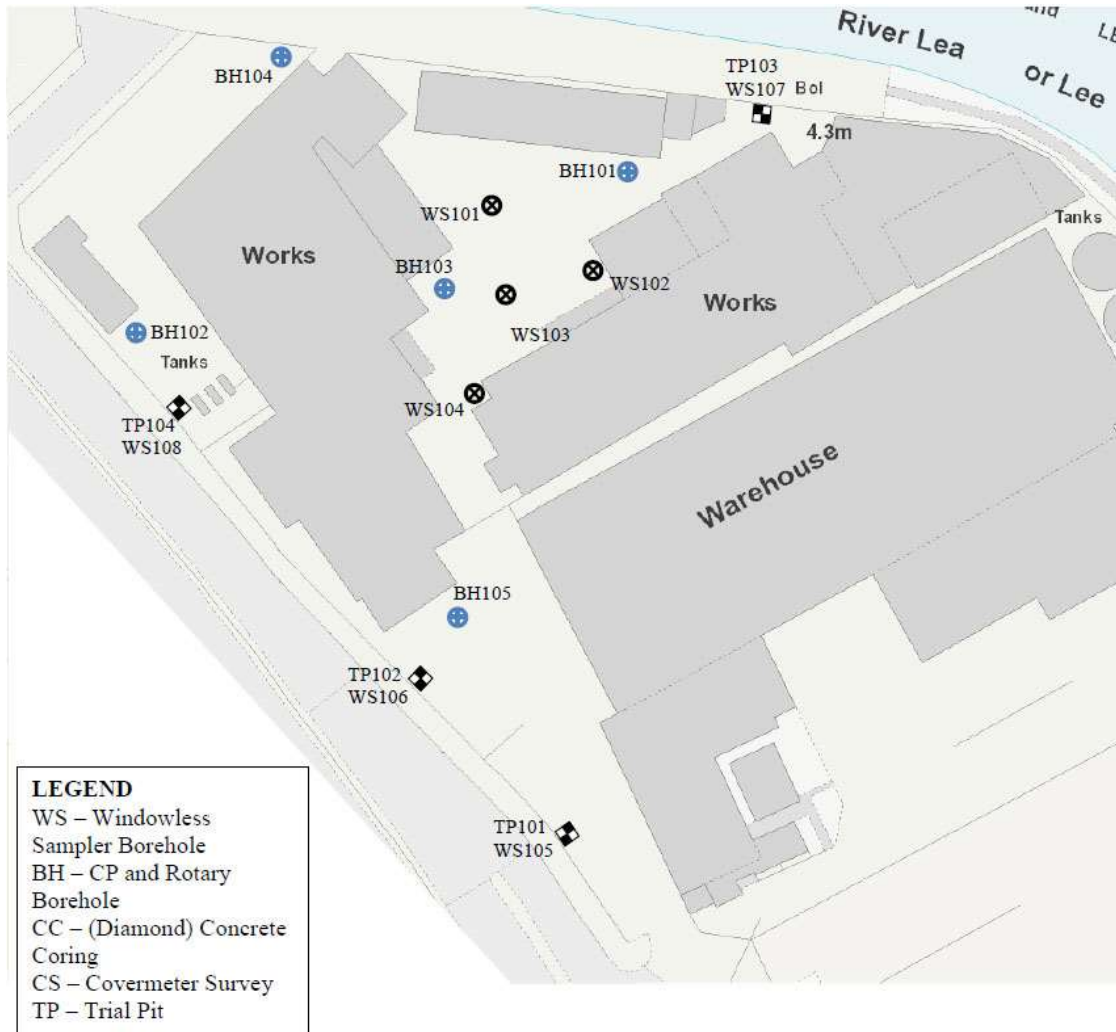 River Lea
or Lee
and
LE
BH104
TP103
WS107
Bol
4.3m
BH101
WS101
Tanks
Works
BH103
WS102
Works
WS103
BH102
Tanks
WS104
TP104
WS108
Warehouse
BH105
TP102
WS106
TP101
WS105
LEGEND
WS – Windowless
Sampler Borehole
BH – CP and Rotary
Borehole
CC – (Diamond) Concrete
Coring
CS – Covermeter Survey
TP – Trial Pit